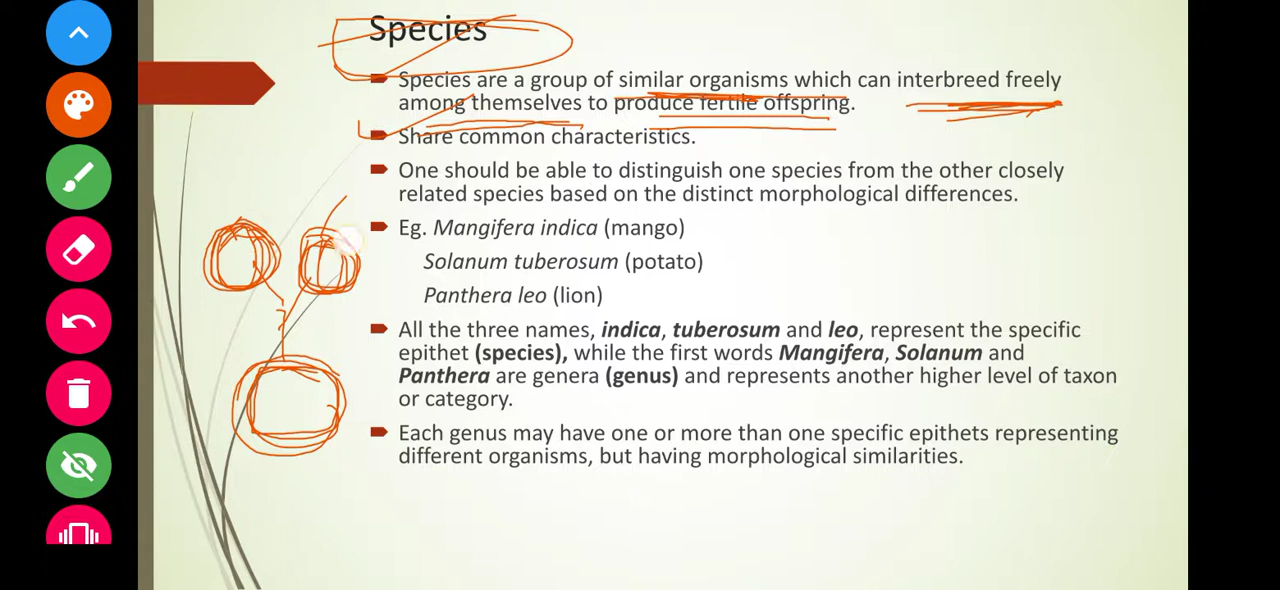 Species
Species are a group of similar organisms which can interbreed freely
among themselves to produce fertile offspring.
Share common characteristics.
One should be able to distinguish one species from the other closely
related species based on the distinct morphological differences.
Eg. Mangifera indica (mango)
Solanum tuberosum (potato)
Panthera leo (lion)
All the three names, indica, tuberosum and leo, represent the specific
epithet (species), while the first words Mangifera, Solanum and
Panthera are genera (genus) and represents another higher level of taxon
or category.
Each genus may have one or more than one specific epithets representing
different organisms, but having morphological similarities.